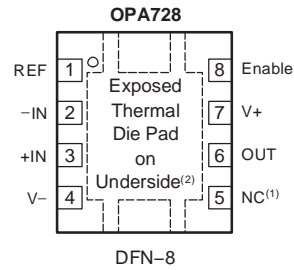 OPA728
REF 1 8 Enable
−IN 2 7 V+
+IN 3 6 OUT
V− 4 5 NC(1)
Exposed
Thermal
Die Pad
on
Underside(2)
DFN−8